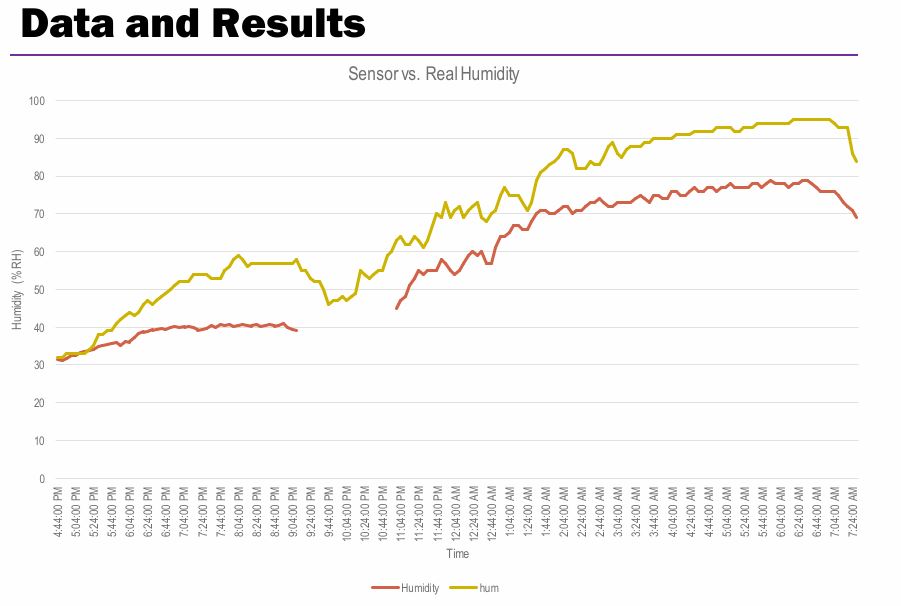 Data and Results
Sensor vs. Real Humidity
100
90
80
70
60
50
40
30
20
10
0
Humidity (% RH)
4:44:00 PM
5:04:00 PM
5:24:00 PM
5:44:00 PM
6:04:00 PM
6:24:00 PM
6:44:00 PM
7:04:00 PM
7:24:00 PM
7:44:00 PM
8:04:00 PM
8:24:00 PM
8:44:00 PM
9:04:00 PM
9:24:00 PM
9:44:00 PM
10:04:00 PM
10:24:00 PM
10:44:00 PM
11:04:00 PM
11:24:00 PM
11:44:00 PM
12:04:00 AM
12:24:00 AM
12:44:00 AM
1:04:00 AM
1:24:00 AM
1:44:00 AM
2:04:00 AM
2:24:00 AM
2:44:00 AM
3:04:00 AM
3:24:00 AM
3:44:00 AM
4:04:00 AM
4:24:00 AM
4:44:00 AM
5:04:00 AM
5:24:00 AM
5:44:00 AM
6:04:00 AM
6:24:00 AM
6:44:00 AM
7:04:00 AM
7:24:00 AM
Time
Humidity
hum